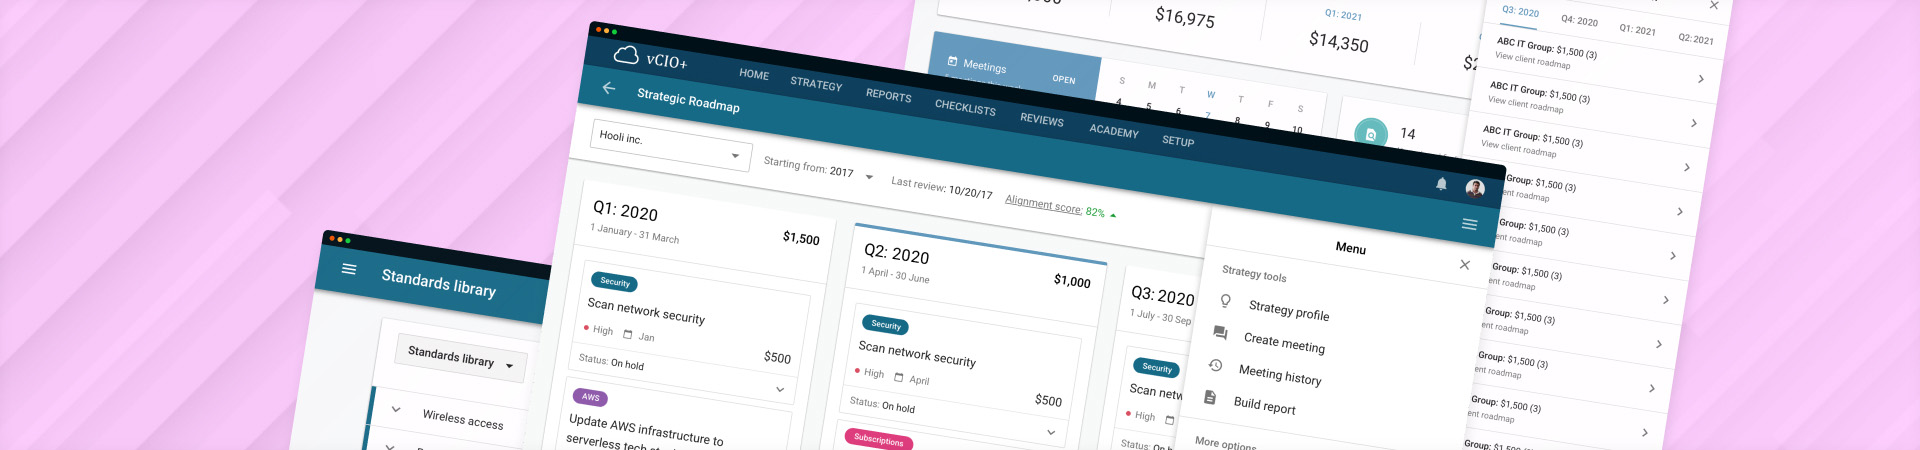 $16,975
Q1: 2021
$14,350
Meetings
OPEN
S M T W T F S
4 5 6 7 8 9 10
14
Q3: 2020
Q4: 2020
Q1: 2021
Q2: 2021
ABC IT Group: $1,500 (3)
View client roadmap
ABC IT Group: $1,500 (3)
View client roadmap
ABC IT Group: $1,500 (3)
View client roadmap
Group: $1,500 (3)
ent roadmap
Group: $1,500 (3)
ent roadmap
Group: $1,500 (3)
ent roadmap
Group: $1,500 (3)
ent roadmap
Group: $1,500 (3)
ent roadmap
Group: $1,500 (3)
ent roadmap
Group: $1,500 (3)
vCIO+
HOME
STRATEGY
REPORTS
CHECKLISTS
REVIEWS
ACADEMY
SETUP
Strategic Roadmap
Hooli inc.
Starting from: 2017
Last review: 10/20/17
Alignment score: 82%
Q1: 2020
1 January - 31 March
$1,500
Security
Scan network security
High
Jan
$500
Status: On hold
AWS
Update AWS infrastructure to
serverless tech
Q2: 2020
1 April - 30 June
$1,000
Security
Scan network security
High
April
$500
Status: On hold
Subscriptions
Q3: 2020
1 July - 30 Sep
Security
Scan netw
High
Status: On h
Menu
Strategy tools
Strategy profile
Create meeting
Meeting history
Build report
More options
Standards library
Standards library
Wireless access